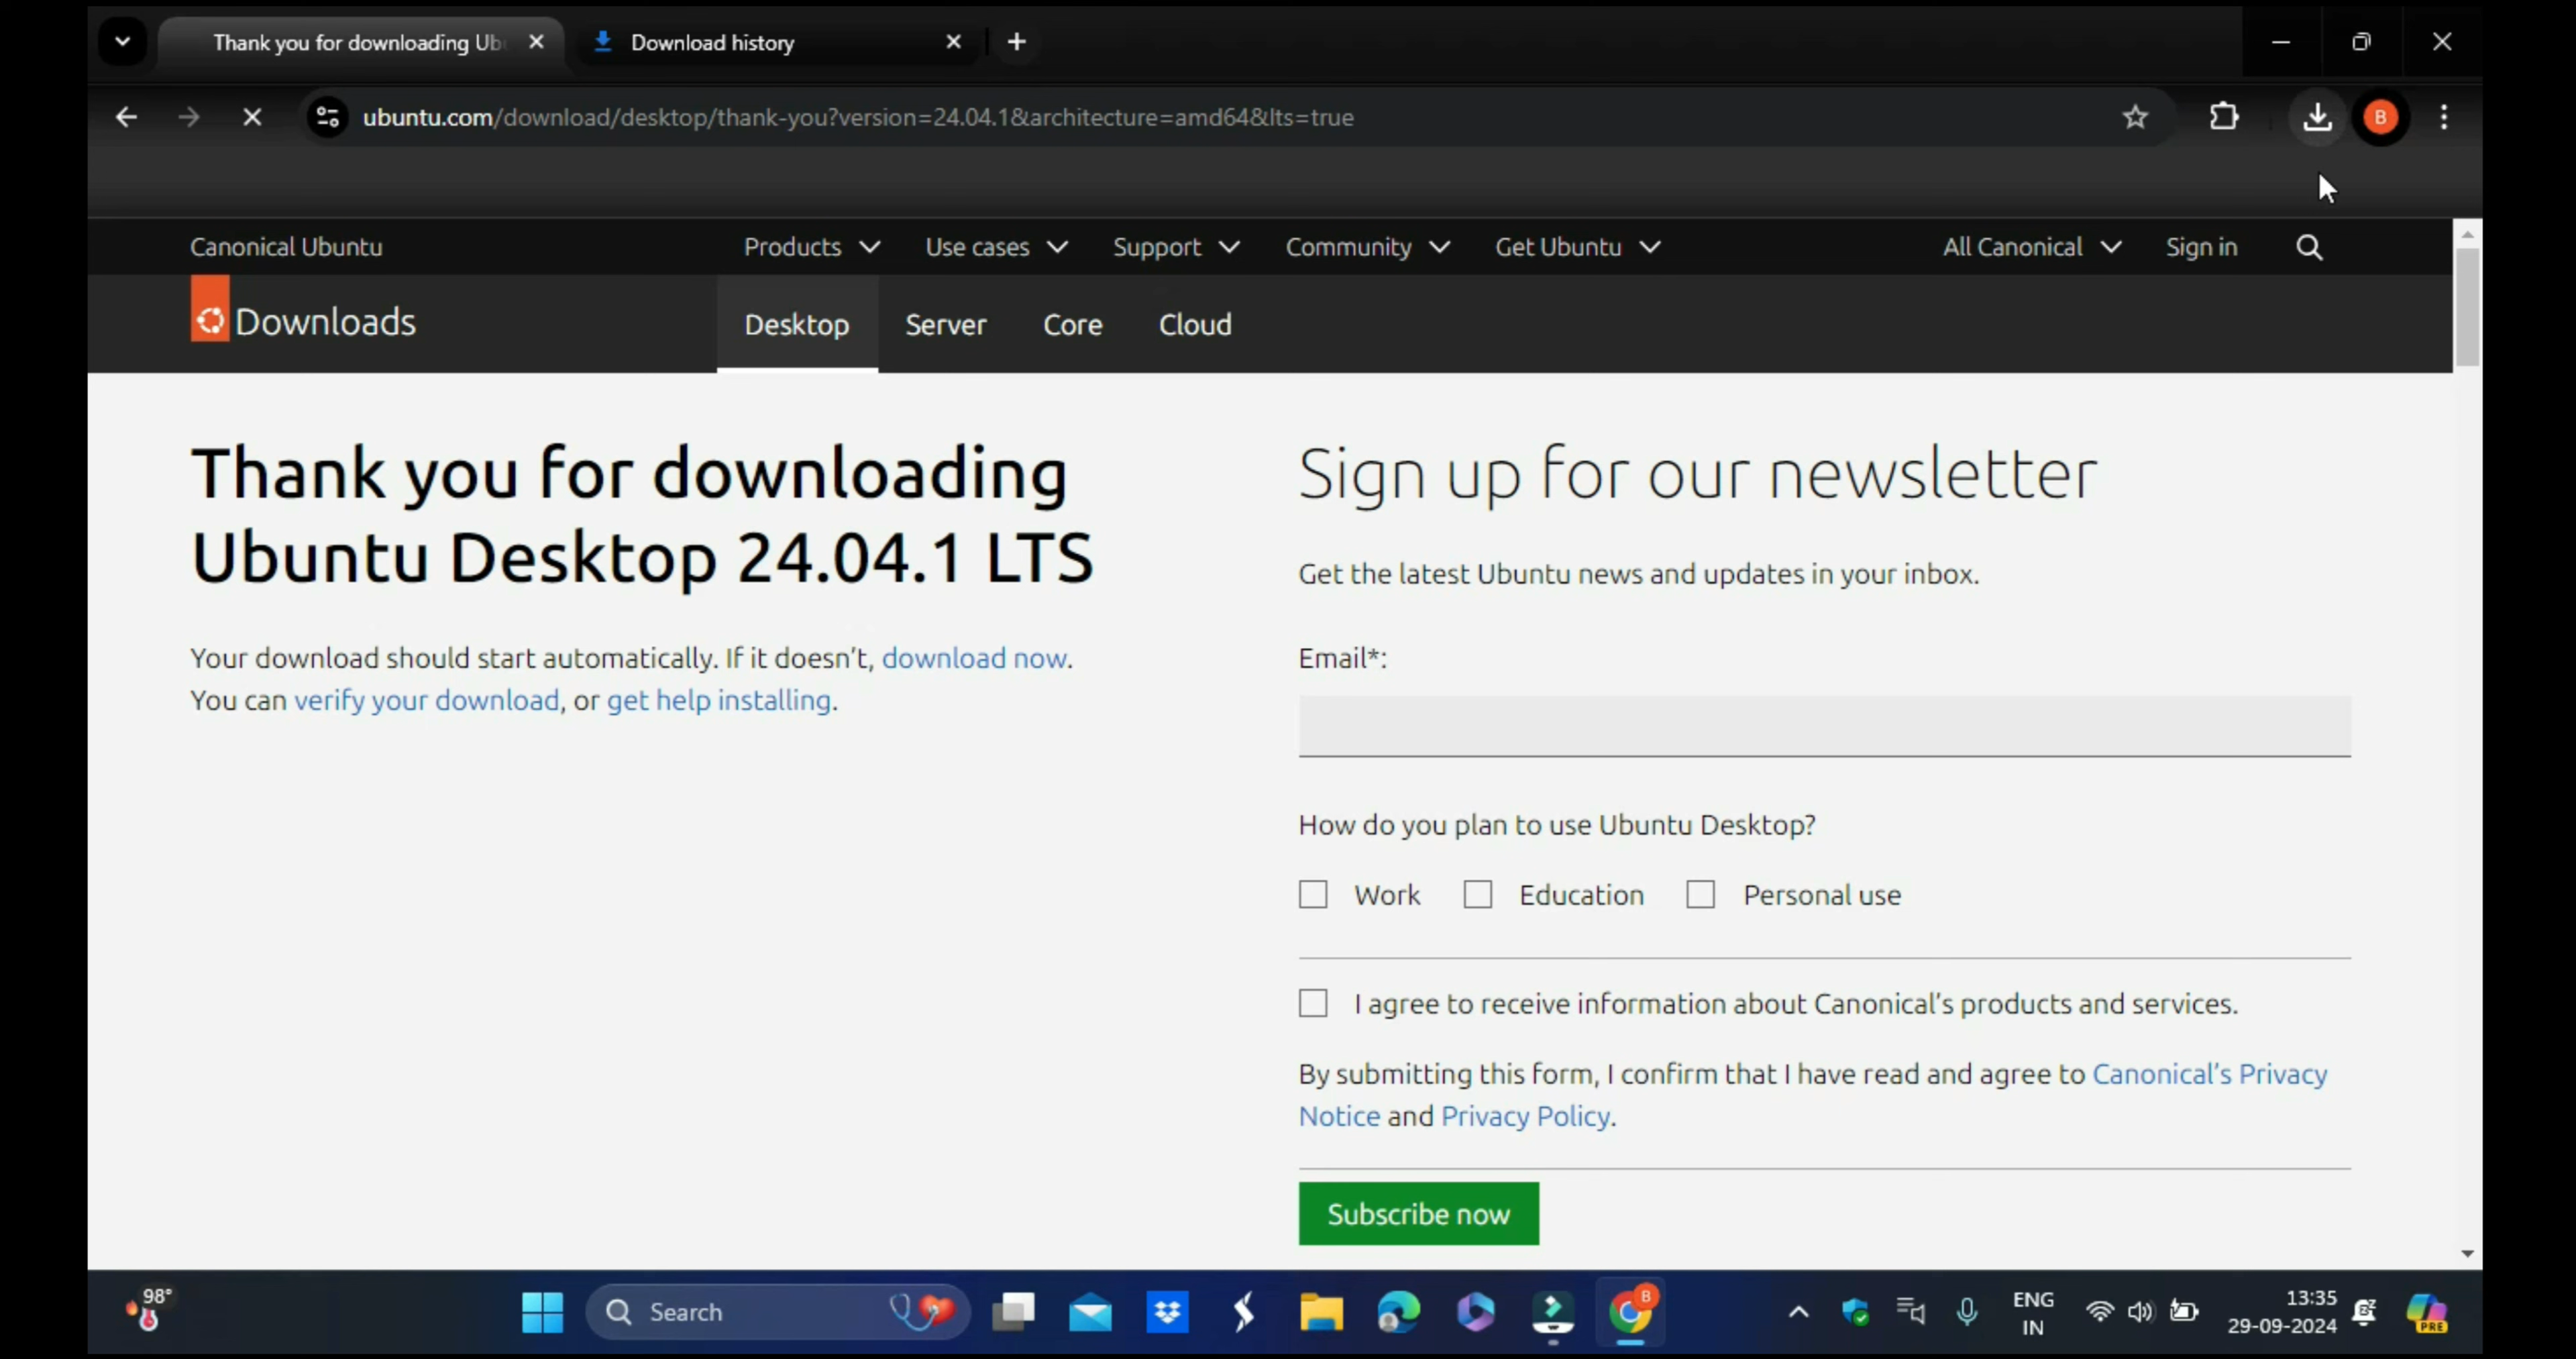 Thank you for downloading Ub
Download history
ubuntu.com/download/desktop/thank-you?version=24.04.1&architecture=amd64&lts=true
B
Canonical Ubuntu
Products
Use cases
Support
Community
Get Ubuntu
All Canonical
Sign in
Downloads
Desktop
Server
Core
Cloud
Thank you for downloading
Ubuntu Desktop 24.04.1 LTS
Your download should start automatically. If it doesn't, download now.
You can verify your download, or get help installing.
Sign up for our newsletter
Get the latest Ubuntu news and updates in your inbox.
Email*:
How do you plan to use Ubuntu Desktop?
Work
Education
Personal use
I agree to receive information about Canonical's products and services.
By submitting this form, I confirm that I have read and agree to Canonical's Privacy
Notice and Privacy Policy.
Subscribe now
98°
Search
B
ENG
IN
13:35
29-09-2024
PRE